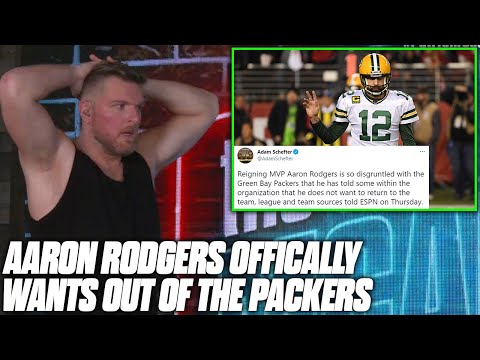 12
Adam Schefter
@AdamSchefter
Reigning MVP Aaron Rodgers is so disgruntled with the
Green Bay Packers that he has told some within the
organization that he does not want to return to the
team, league and team sources told ESPN on Thursday.
AARON RODGERS OFFICALLY
WANTS OUT OF THE PACKERS